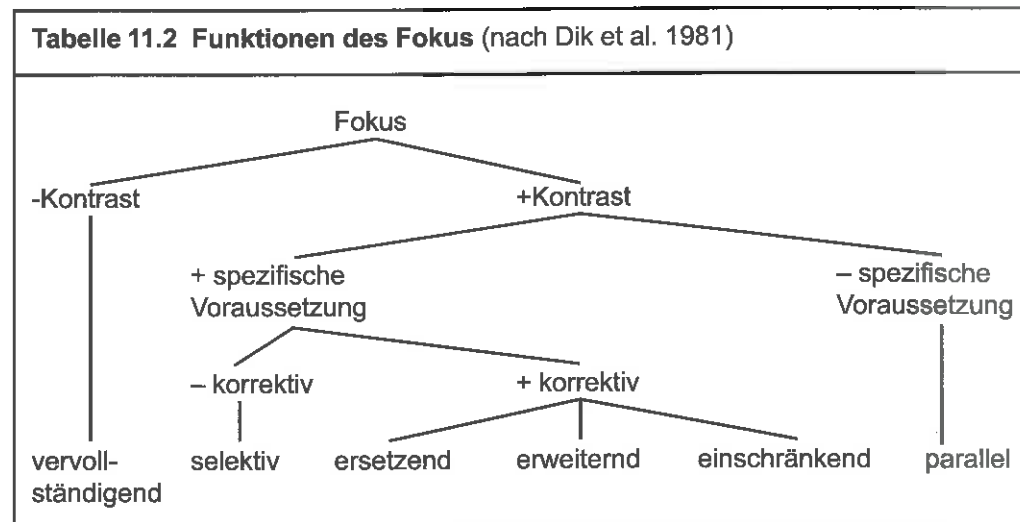 Tabelle 11.2 Funktionen des Fokus (nach Dik et al. 1981)
Fokus
-Kontrast +Kontrast
+ spezifische – spezifische
Voraussetzung Voraussetzung
– korrektiv + korrektiv
vervoll- selektiv ersetzend erweiternd einschränkend parallel
ständigend